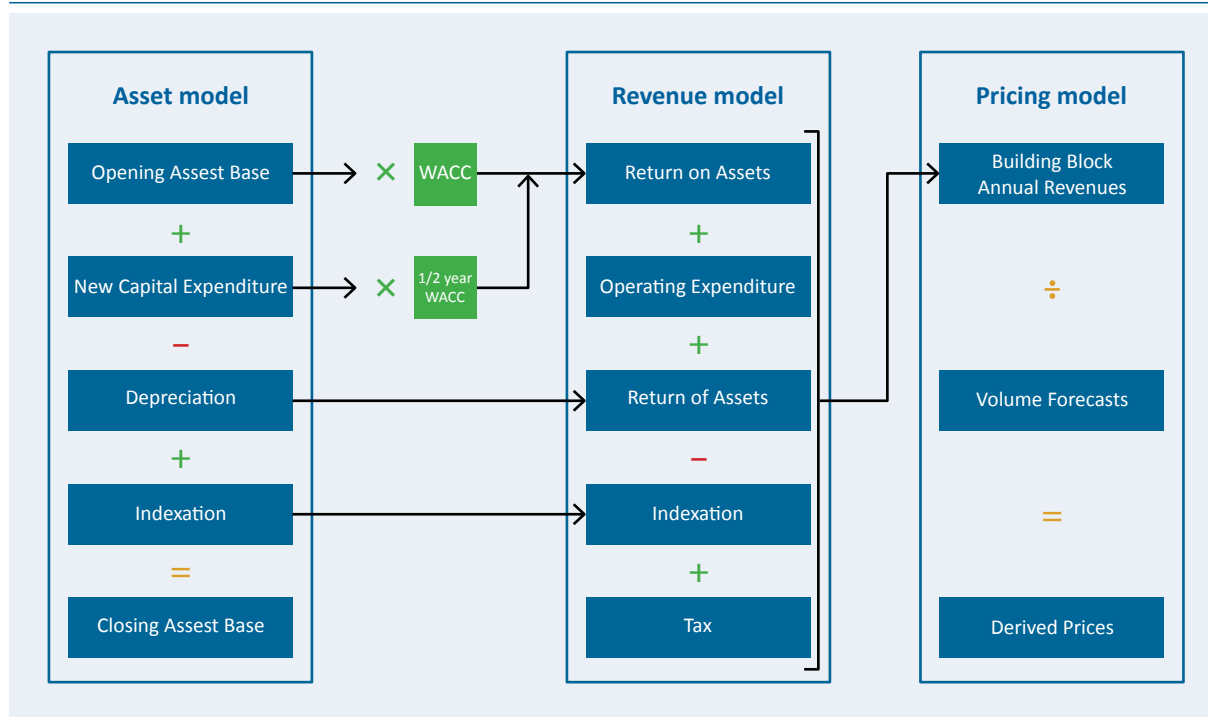 Asset model
Opening Assest Base
+
New Capital Expenditure
−
Depreciation
+
Indexation
=
Closing Assest Base
×
WACC
×
1/2 year
WACC
Revenue model
Return on Assets
+
Operating Expenditure
+
Return of Assets
−
Indexation
+
Tax
Pricing model
Building Block
Annual Revenues
÷
Volume Forecasts
=
Derived Prices